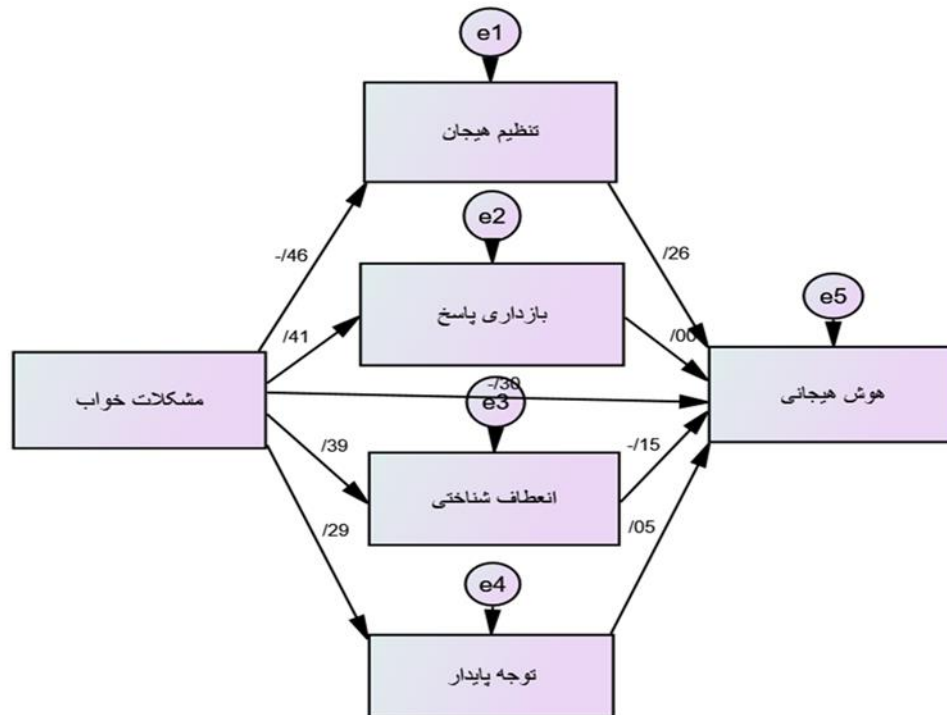 e1
تنظیم هیجان
-/46
/26
e2
بازداری پاسخ
/41
/00
e5
مشکلات خواب
-/30
هوش هیجانی
e3
/39
-/15
انعطاف شناختی
/29
/05
e4
توجه پایدار